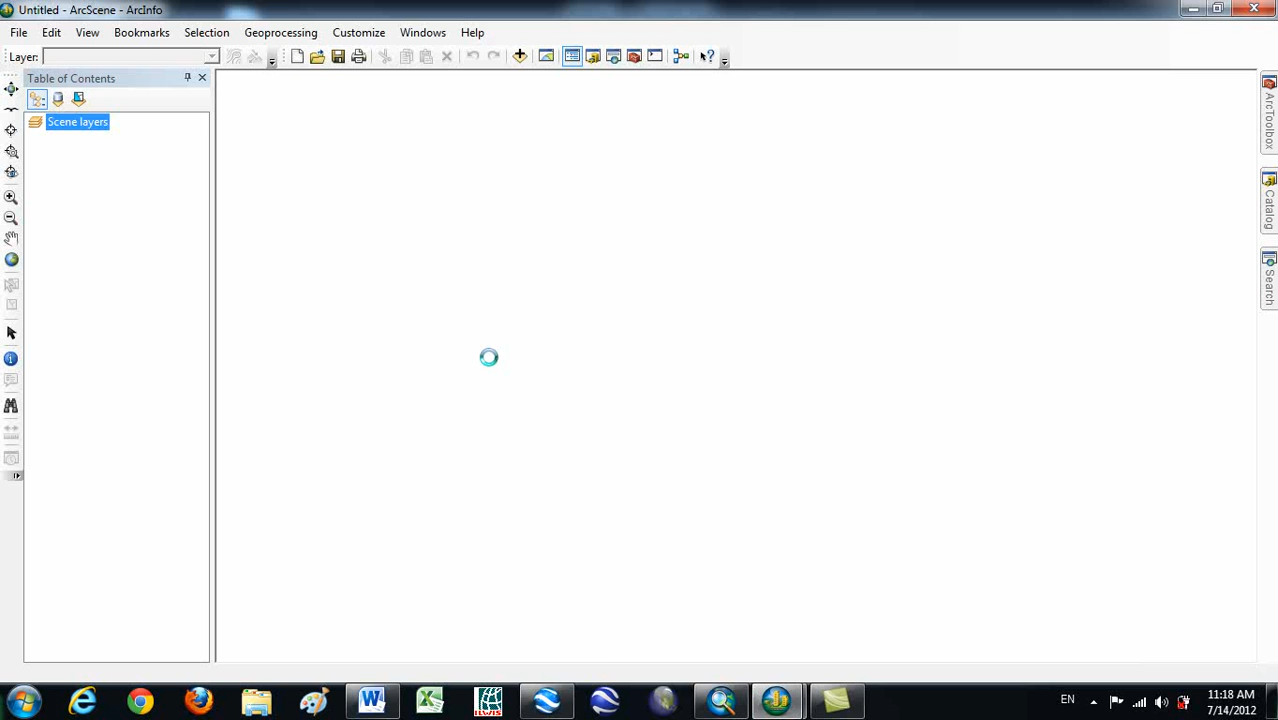 Untitled - ArcScene - ArcInfo
File Edit View Bookmarks Selection Geoprocessing Customize Windows Help
Layer:
Table of Contents
Scene layers
ArcToolbox
Catalog
Search
ILWIS
EN
11:18 AM
7/14/2012